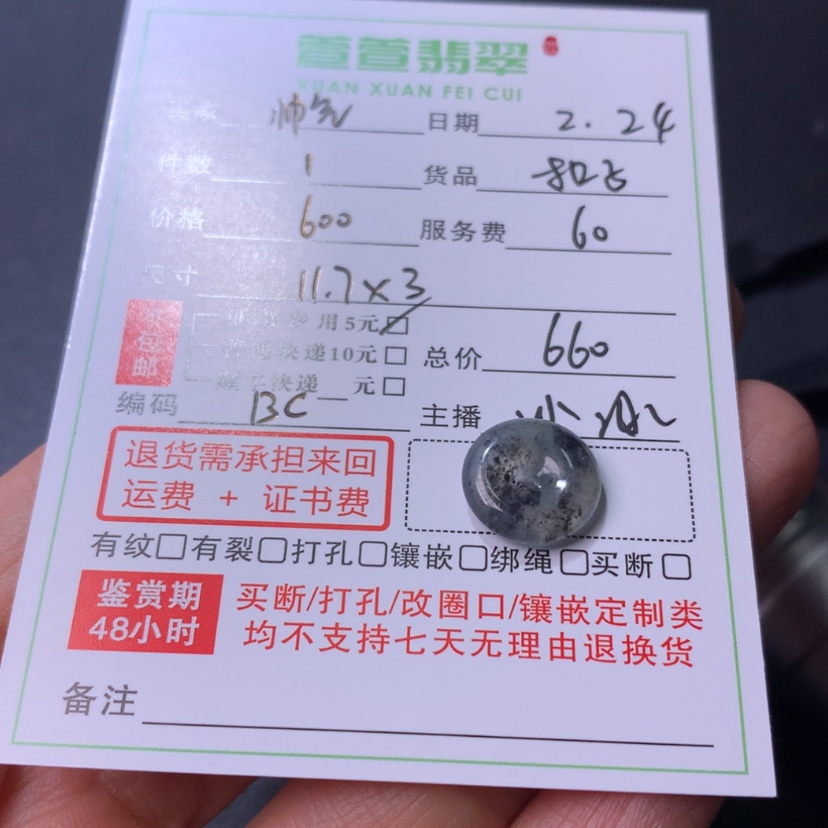 萱萱翡翠
XUAN XUAN FEI CUI
帅气 日期 2.24
件数 1 货品
价格 600 服务费 60
尺寸 11.7×3
用5元□
包邮 快递10元□ 总价 660
快递__元□
编码 BC 主播
退货需承担来回
运费 + 证书费
有纹□有裂□打孔□镶嵌□绑绳□买断□
鉴赏期 买断/打孔/改圈口/镶嵌定制类
48小时 均不支持七天无理由退换货
备注